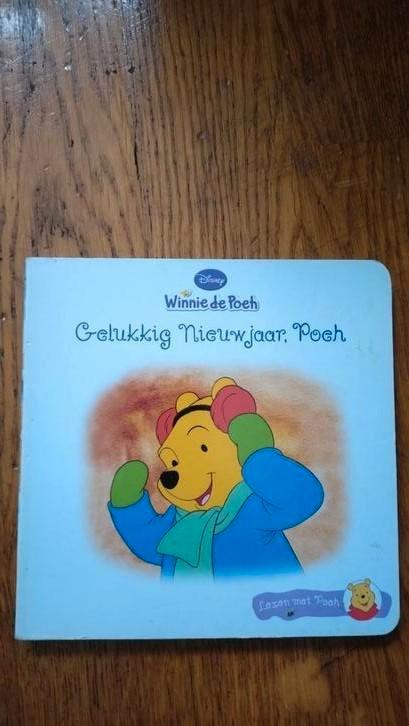 Disney
Winnie de Poeh
Gelukkig Nieuwjaar, Poeh
Lezen met Poeh